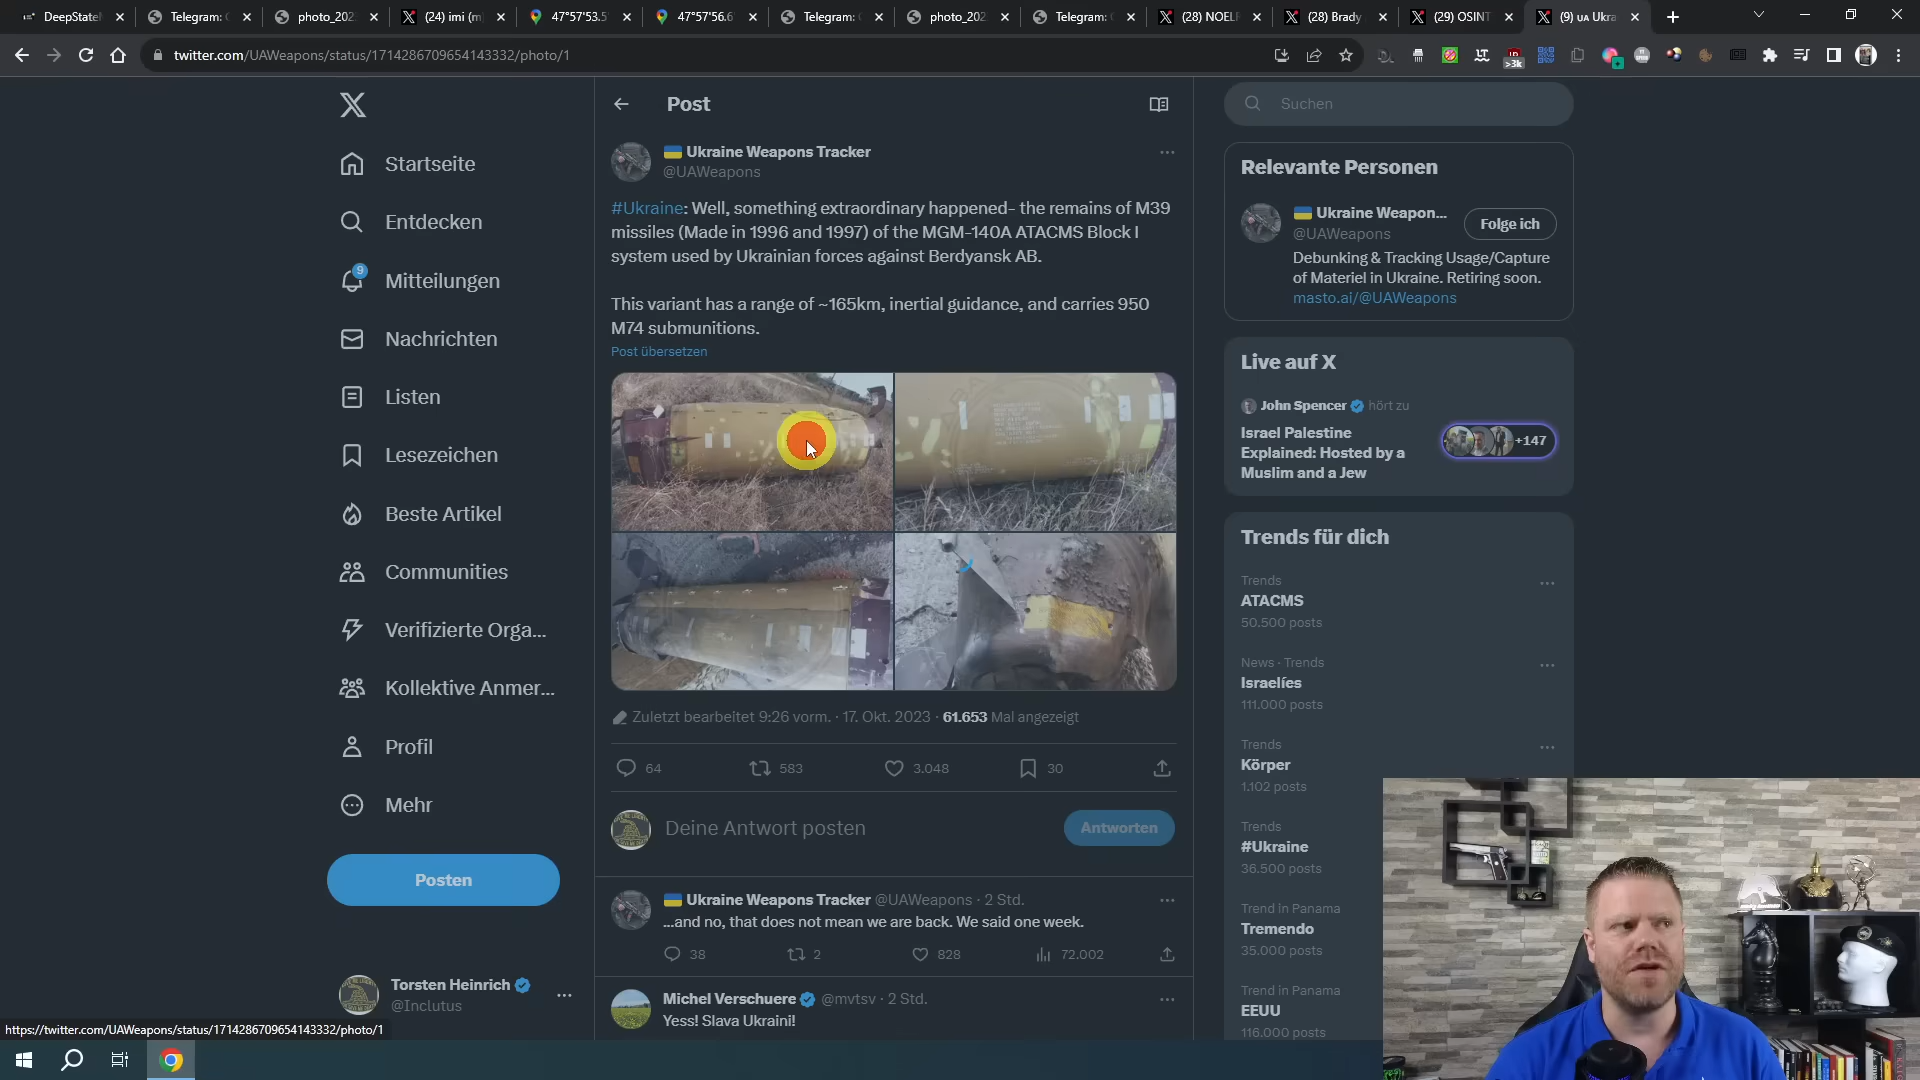 DeepStateM
Telegram: C
photo_202
(24) imi (m
47°57'53.5"
47°57'56.6
Telegram: C
photo_202
Telegram: C
(28) NOELR
(28) Brady
(29) OSINT
(9) UA Ukra
twitter.com/UAWeapons/status/1714286709654143332/photo/1
>3k
Startseite
Entdecken
9
Mitteilungen
Nachrichten
Listen
Lesezeichen
Beste Artikel
Communities
Verifizierte Orga...
Kollektive Anmer...
Profil
Mehr
Posten
Torsten Heinrich
@Inclutus
https://twitter.com/UAWeapons/status/1714286709654143332/photo/1
Post
Ukraine Weapons Tracker
@UAWeapons
#Ukraine: Well, something extraordinary happened- the remains of M39
missiles (Made in 1996 and 1997) of the MGM-140A ATACMS Block I
system used by Ukrainian forces against Berdyansk AB.
This variant has a range of ~165km, inertial guidance, and carries 950
M74 submunitions.
Post übersetzen
Zuletzt bearbeitet 9:26 vorm. · 17. Okt. 2023 · 61.653 Mal angezeigt
64 583 3.048 30
Deine Antwort posten
Antworten
Ukraine Weapons Tracker @UAWeapons · 2 Std.
...and no, that does not mean we are back. We said one week.
38 2 828 72.002
Michel Verschuere @mvtsv · 2 Std.
Yess! Slava Ukraini!
Suchen
Relevante Personen
Ukraine Weapon...
@UAWeapons
Folge ich
Debunking & Tracking Usage/Capture
of Materiel in Ukraine. Retiring soon.
masto.ai/@UAWeapons
Live auf X
John Spencer hört zu
Israel Palestine
Explained: Hosted by a
Muslim and a Jew
+147
Trends für dich
Trends
ATACMS
50.500 posts
News · Trends
Israelíes
111.000 posts
Trends
Körper
1.102 posts
Trends
#Ukraine
36.500 posts
Trend in Panama
Tremendo
35.000 posts
Trend in Panama
EEUU
116.000 posts